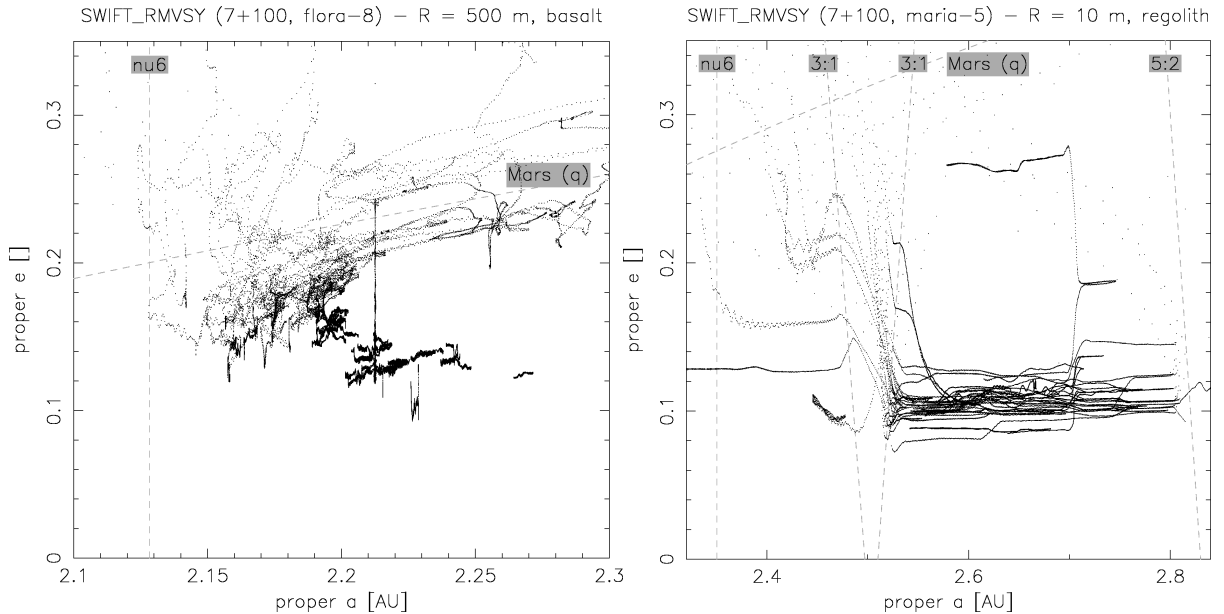 SWIFT_RMVSY (7+100, flora-8) - R = 500 m, basalt
nu6
Mars (q)
0.3
0.2
0.1
0
proper e []
2.1
2.15
2.2
2.25
2.3
proper a [AU]
SWIFT_RMVSY (7+100, maria-5) - R = 10 m, regolith
nu6
3:1
3:1
Mars (q)
5:2
0.3
0.2
0.1
0
proper e []
2.4
2.6
2.8
proper a [AU]